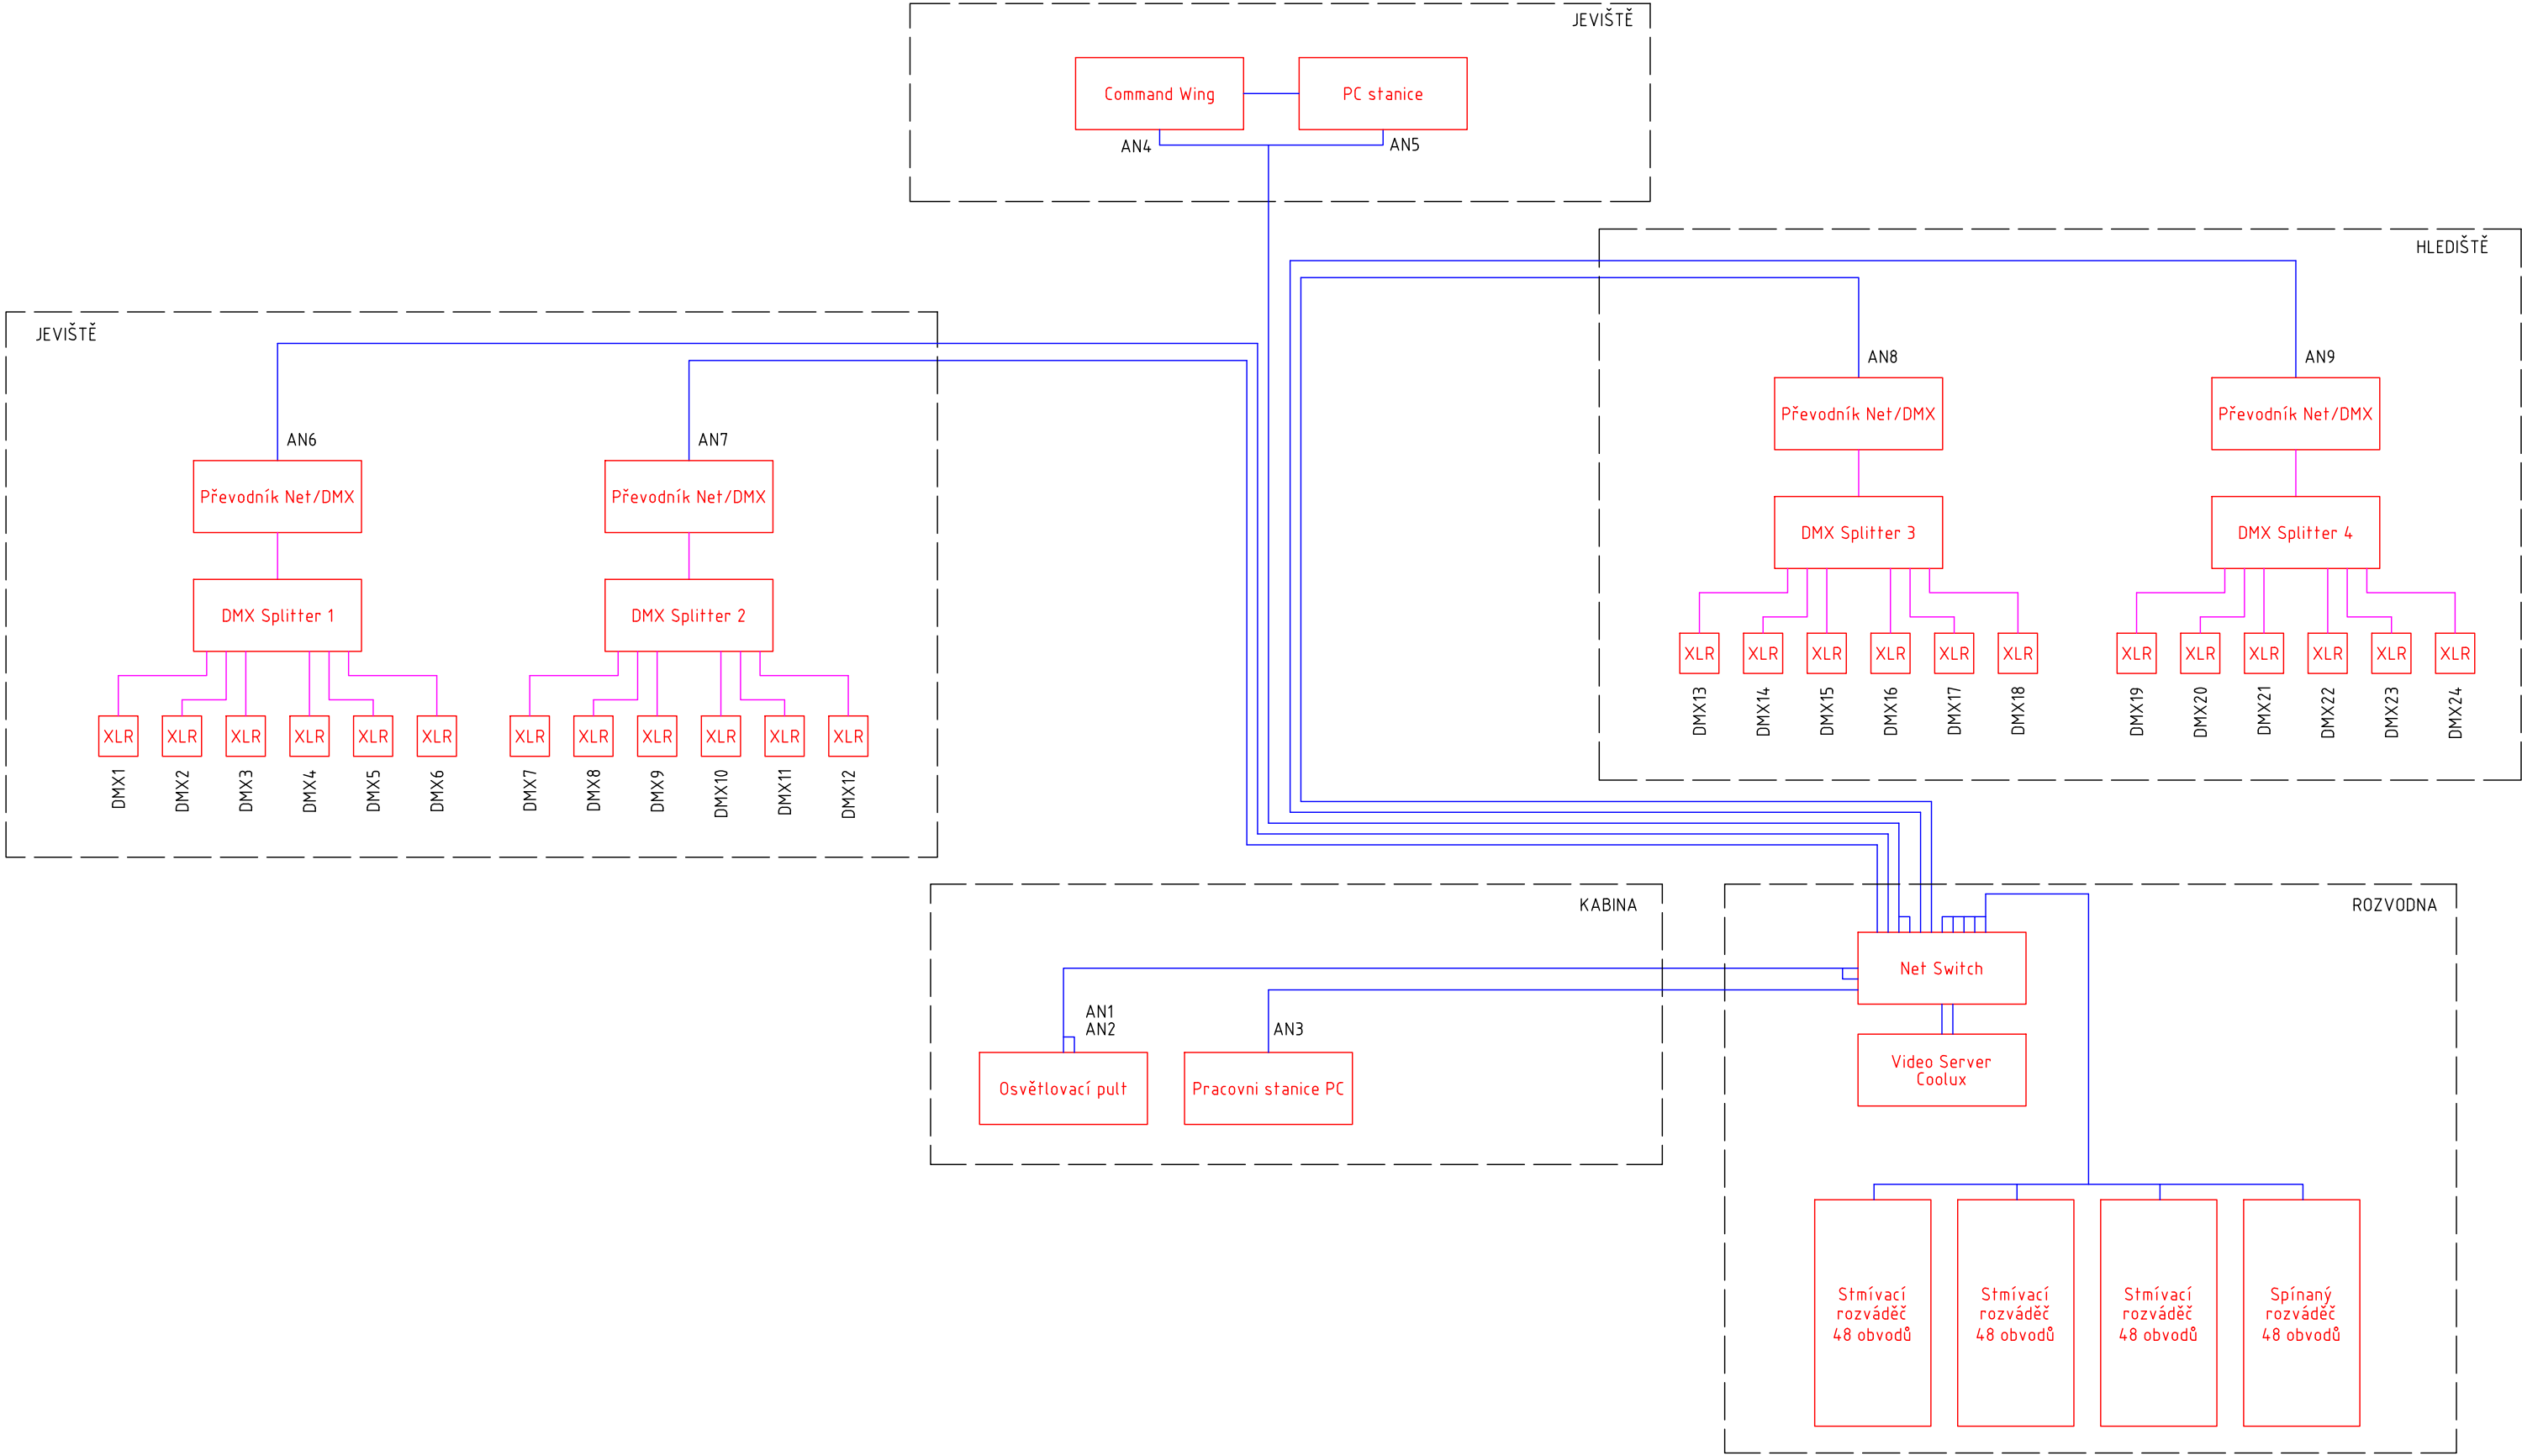 JEVIŠTĚ
Command Wing
PC stanice
AN4
AN5
HLEDIŠTĚ
AN8
AN9
Převodník Net/DMX
Převodník Net/DMX
DMX Splitter 3
DMX Splitter 4
XLR
XLR
XLR
XLR
XLR
XLR
XLR
XLR
XLR
XLR
XLR
XLR
DMX13
DMX14
DMX15
DMX16
DMX17
DMX18
DMX19
DMX20
DMX21
DMX22
DMX23
DMX24
JEVIŠTĚ
AN6
AN7
Převodník Net/DMX
Převodník Net/DMX
DMX Splitter 1
DMX Splitter 2
XLR
XLR
XLR
XLR
XLR
XLR
XLR
XLR
XLR
XLR
XLR
XLR
DMX1
DMX2
DMX3
DMX4
DMX5
DMX6
DMX7
DMX8
DMX9
DMX10
DMX11
DMX12
KABINA
AN1
AN2
AN3
Osvětlovací pult
Pracovni stanice PC
ROZVODNA
Net Switch
Video Server
Coolux
Stmívací
rozváděč
48 obvodů
Stmívací
rozváděč
48 obvodů
Stmívací
rozváděč
48 obvodů
Spínaný
rozváděč
48 obvodů